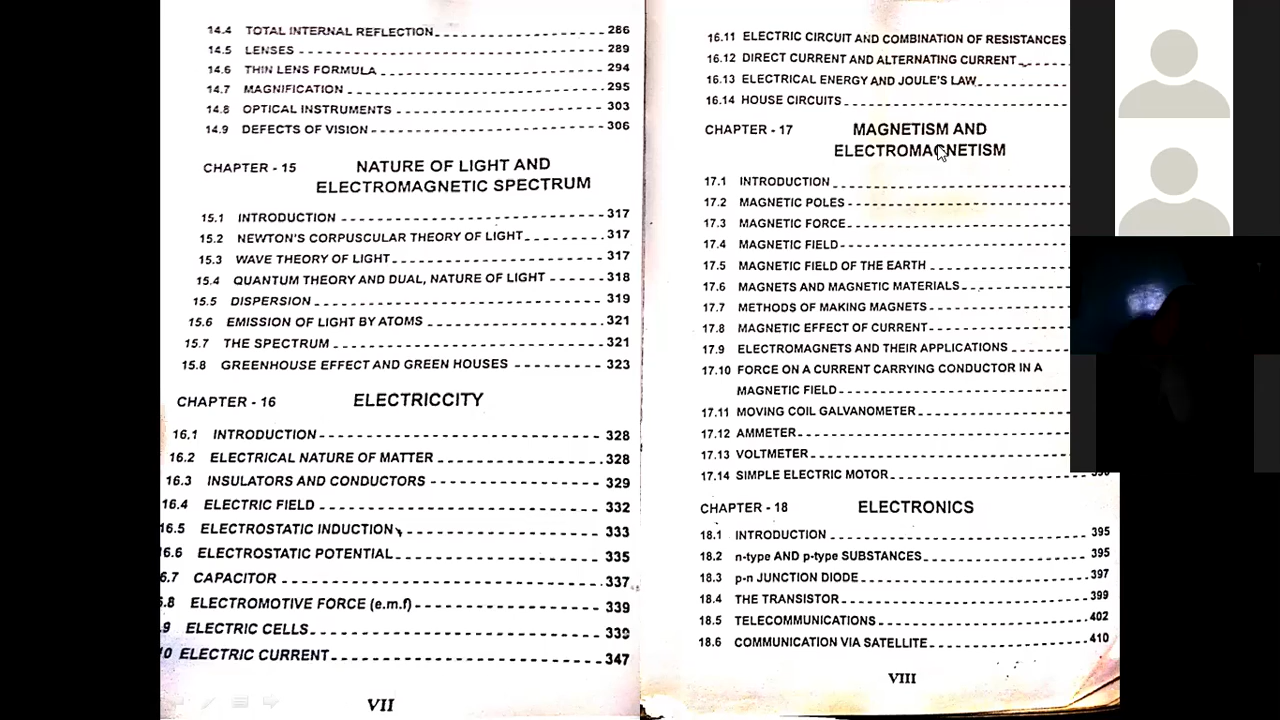 14.4 TOTAL INTERNAL REFLECTION 286
14.5 LENSES 289
14.6 THIN LENS FORMULA 294
14.7 MAGNIFICATION 295
14.8 OPTICAL INSTRUMENTS 303
14.9 DEFECTS OF VISION 306
CHAPTER - 15 NATURE OF LIGHT AND
ELECTROMAGNETIC SPECTRUM
15.1 INTRODUCTION 317
15.2 NEWTON'S CORPUSCULAR THEORY OF LIGHT 317
15.3 WAVE THEORY OF LIGHT 317
15.4 QUANTUM THEORY AND DUAL, NATURE OF LIGHT 318
15.5 DISPERSION 319
15.6 EMISSION OF LIGHT BY ATOMS 321
15.7 THE SPECTRUM 321
15.8 GREENHOUSE EFFECT AND GREEN HOUSES 323
CHAPTER - 16 ELECTRICCITY
16.1 INTRODUCTION 328
16.2 ELECTRICAL NATURE OF MATTER 328
16.3 INSULATORS AND CONDUCTORS 329
16.4 ELECTRIC FIELD 332
16.5 ELECTROSTATIC INDUCTION 333
6.6 ELECTROSTATIC POTENTIAL 335
6.7 CAPACITOR 337
.8 ELECTROMOTIVE FORCE (e.m.f) 339
9 ELECTRIC CELLS 339
0 ELECTRIC CURRENT 347
VII
16.11 ELECTRIC CIRCUIT AND COMBINATION OF RESISTANCES
16.12 DIRECT CURRENT AND ALTERNATING CURRENT
16.13 ELECTRICAL ENERGY AND JOULE'S LAW
16.14 HOUSE CIRCUITS
CHAPTER - 17 MAGNETISM AND
ELECTROMAGNETISM
17.1 INTRODUCTION
17.2 MAGNETIC POLES
17.3 MAGNETIC FORCE
17.4 MAGNETIC FIELD
17.5 MAGNETIC FIELD OF THE EARTH
17.6 MAGNETS AND MAGNETIC MATERIALS
17.7 METHODS OF MAKING MAGNETS
17.8 MAGNETIC EFFECT OF CURRENT
17.9 ELECTROMAGNETS AND THEIR APPLICATIONS
17.10 FORCE ON A CURRENT CARRYING CONDUCTOR IN A
MAGNETIC FIELD
17.11 MOVING COIL GALVANOMETER
17.12 AMMETER
17.13 VOLTMETER
17.14 SIMPLE ELECTRIC MOTOR
CHAPTER - 18 ELECTRONICS
18.1 INTRODUCTION 395
18.2 n-type AND p-type SUBSTANCES 395
18.3 p-n JUNCTION DIODE 397
18.4 THE TRANSISTOR 399
18.5 TELECOMMUNICATIONS 402
18.6 COMMUNICATION VIA SATELLITE 410
VIII